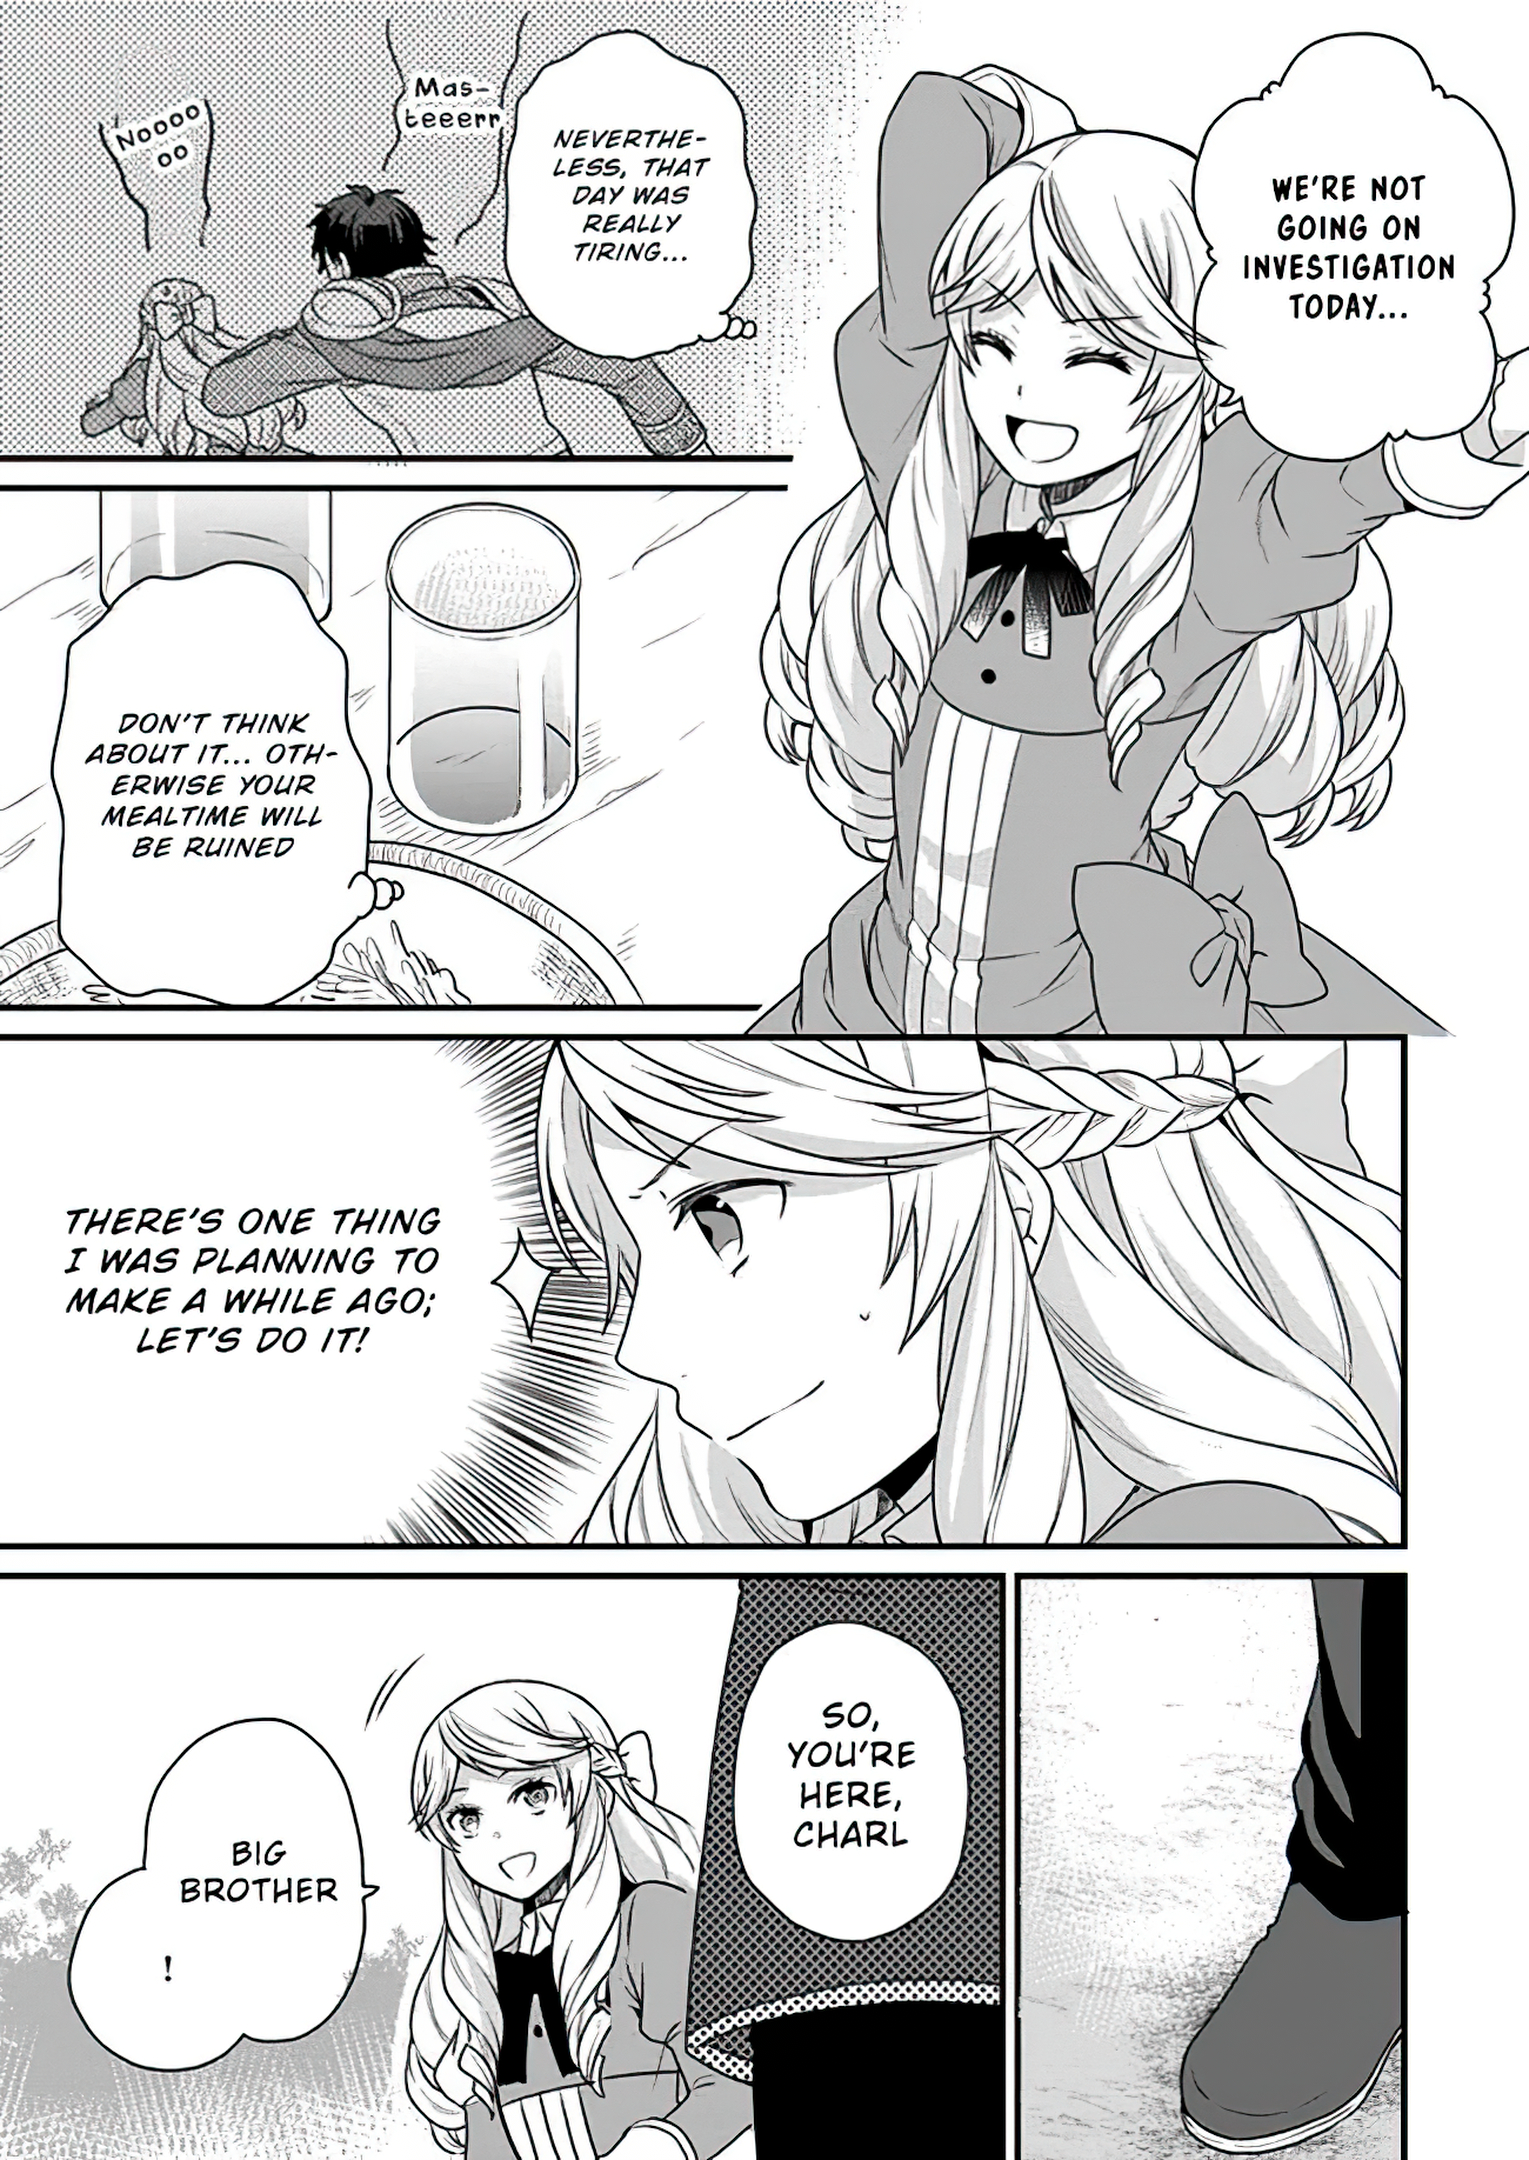 WE'RE NOT
GOING ON
INVESTIGATION
TODAY...
NEVERTHE-
LESS, THAT
DAY WAS
REALLY
TIRING...
Mas-
teeerr
Noooo
oo
DON'T THINK
ABOUT IT... OTH-
ERWISE YOUR
MEALTIME WILL
BE RUINED
THERE'S ONE THING
I WAS PLANNING TO
MAKE A WHILE AGO;
LET'S DO IT!
SO,
YOU'RE
HERE,
CHARL
BIG
BROTHER
!